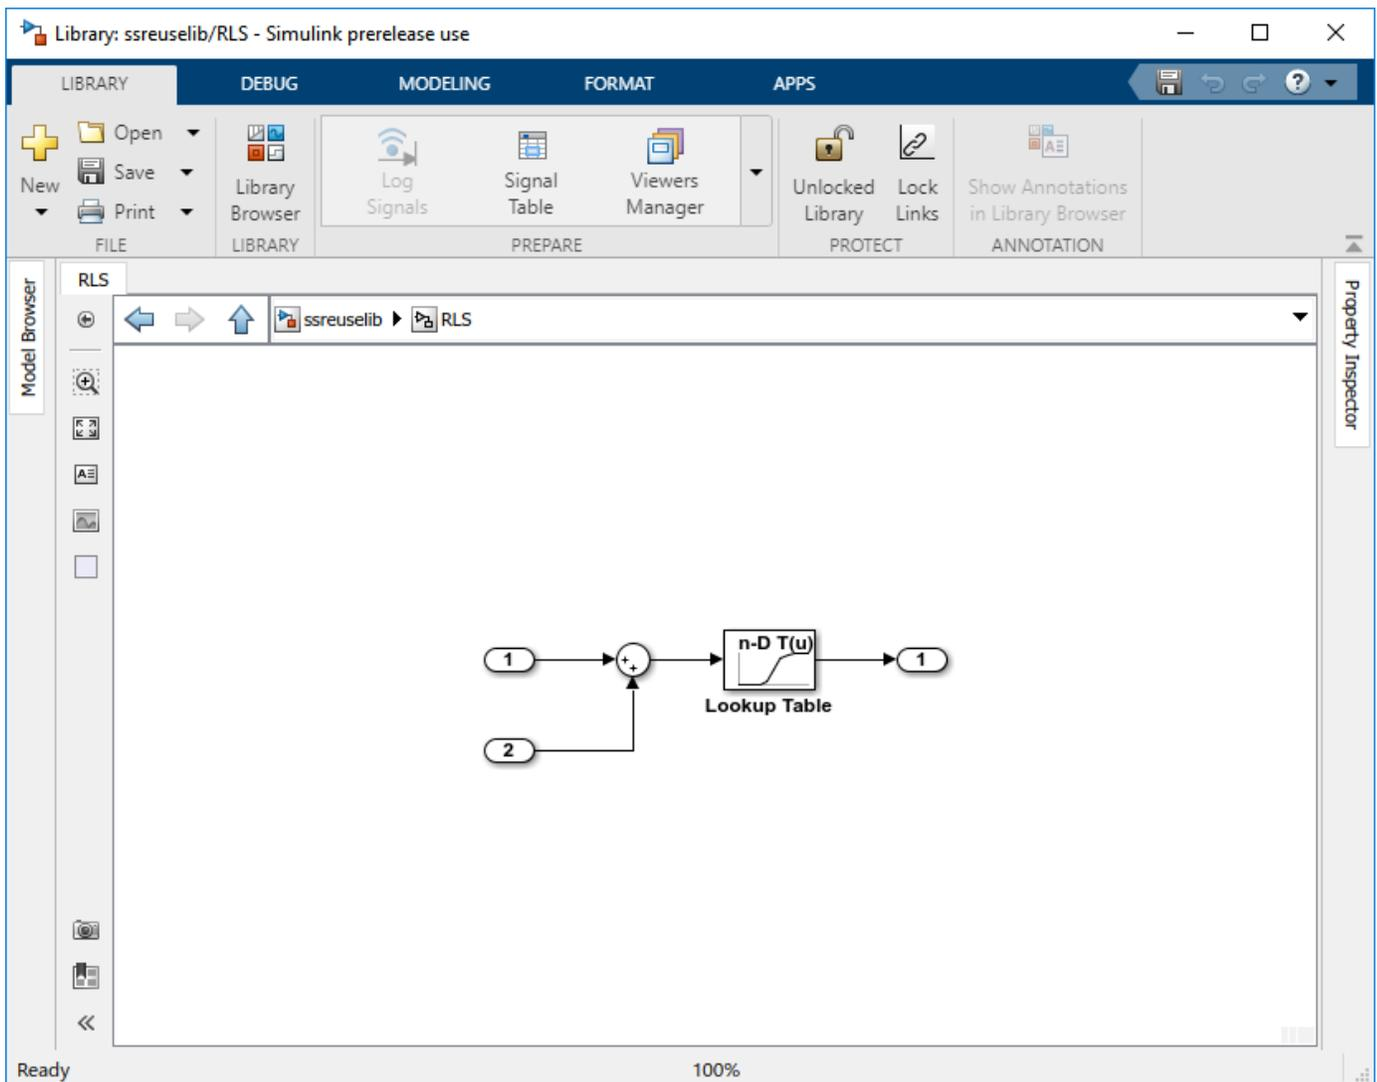 Library: ssreuselib/RLS - Simulink prerelease use
LIBRARY DEBUG MODELING FORMAT APPS
?
New
Open
Save
Print
FILE
Library
Browser
LIBRARY
Log
Signals
Signal
Table
Viewers
Manager
PREPARE
Unlocked
Library
Lock
Links
PROTECT
Show Annotations
in Library Browser
ANNOTATION
Model Browser
RLS
ssreuselib RLS
Property Inspector
1
2
n-D T(u)
Lookup Table
1
Ready
100%